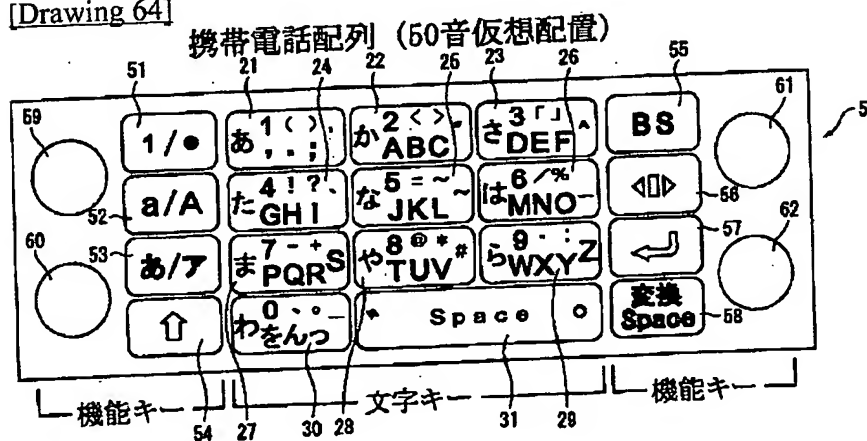 [Drawing 64]
携帯電話配列 (50音仮想配置)
51 21 24 22 25 23 26 55 61
59 5
1/● あ 1 ( ) , . ; か 2 < > ABC さ 3 「 」 ^ DEF BS
52 a/A た 4 ! ? GHI な 5 = ~ JKL は 6 / % MNO 56
53 57 62
60 あ/ア ま 7 - + PQRS や 8 @ * # TUV ら 9 ・ : WXYZ
⇧ わ 0 、 。 をんっ Space 変換 Space 58
機能キー 文字キー 機能キー
54 27 30 28 31 29